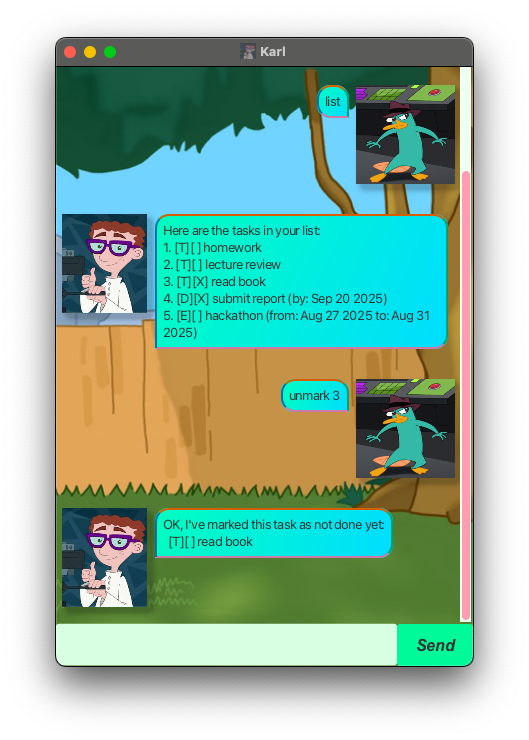 Karl
list
Here are the tasks in your list:
1. [T][ ] homework
2. [T][ ] lecture review
3. [T][X] read book
4. [D][X] submit report (by: Sep 20 2025)
5. [E][ ] hackathon (from: Aug 27 2025 to: Aug 31
2025)
unmark 3
OK, I've marked this task as not done yet:
[T][ ] read book
Send